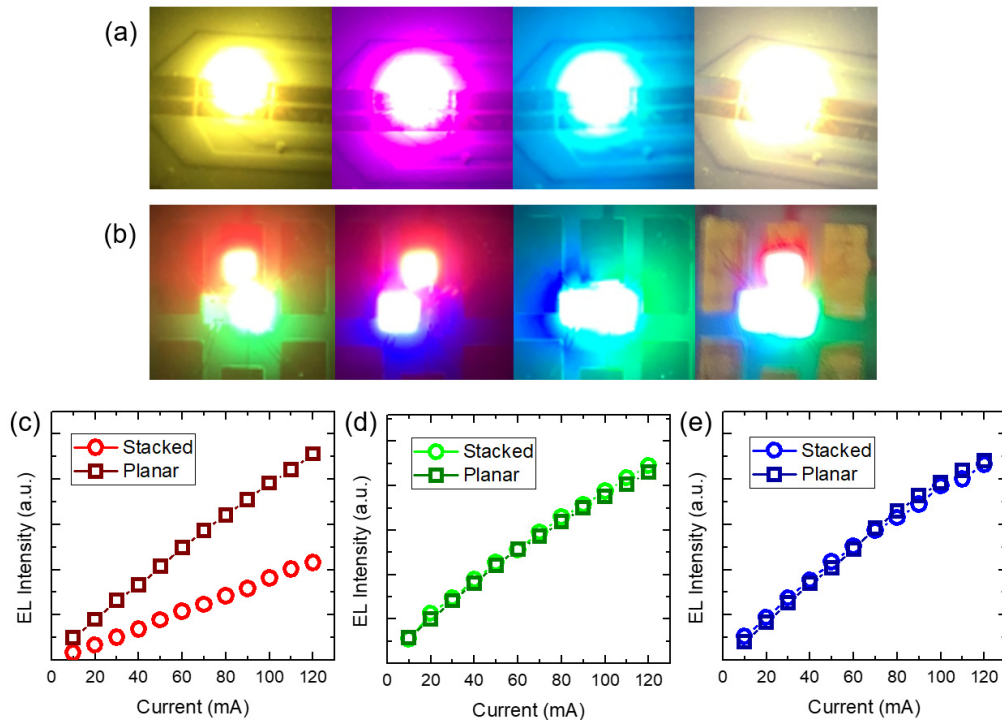 (a)
(b)
(c)
(d)
(e)
Stacked
Planar
Stacked
Planar
Stacked
Planar
EL Intensity (a.u.)
EL Intensity (a.u.)
EL Intensity (a.u.)
0 20 40 60 80 100 120
0 20 40 60 80 100 120
0 20 40 60 80 100 120
Current (mA)
Current (mA)
Current (mA)